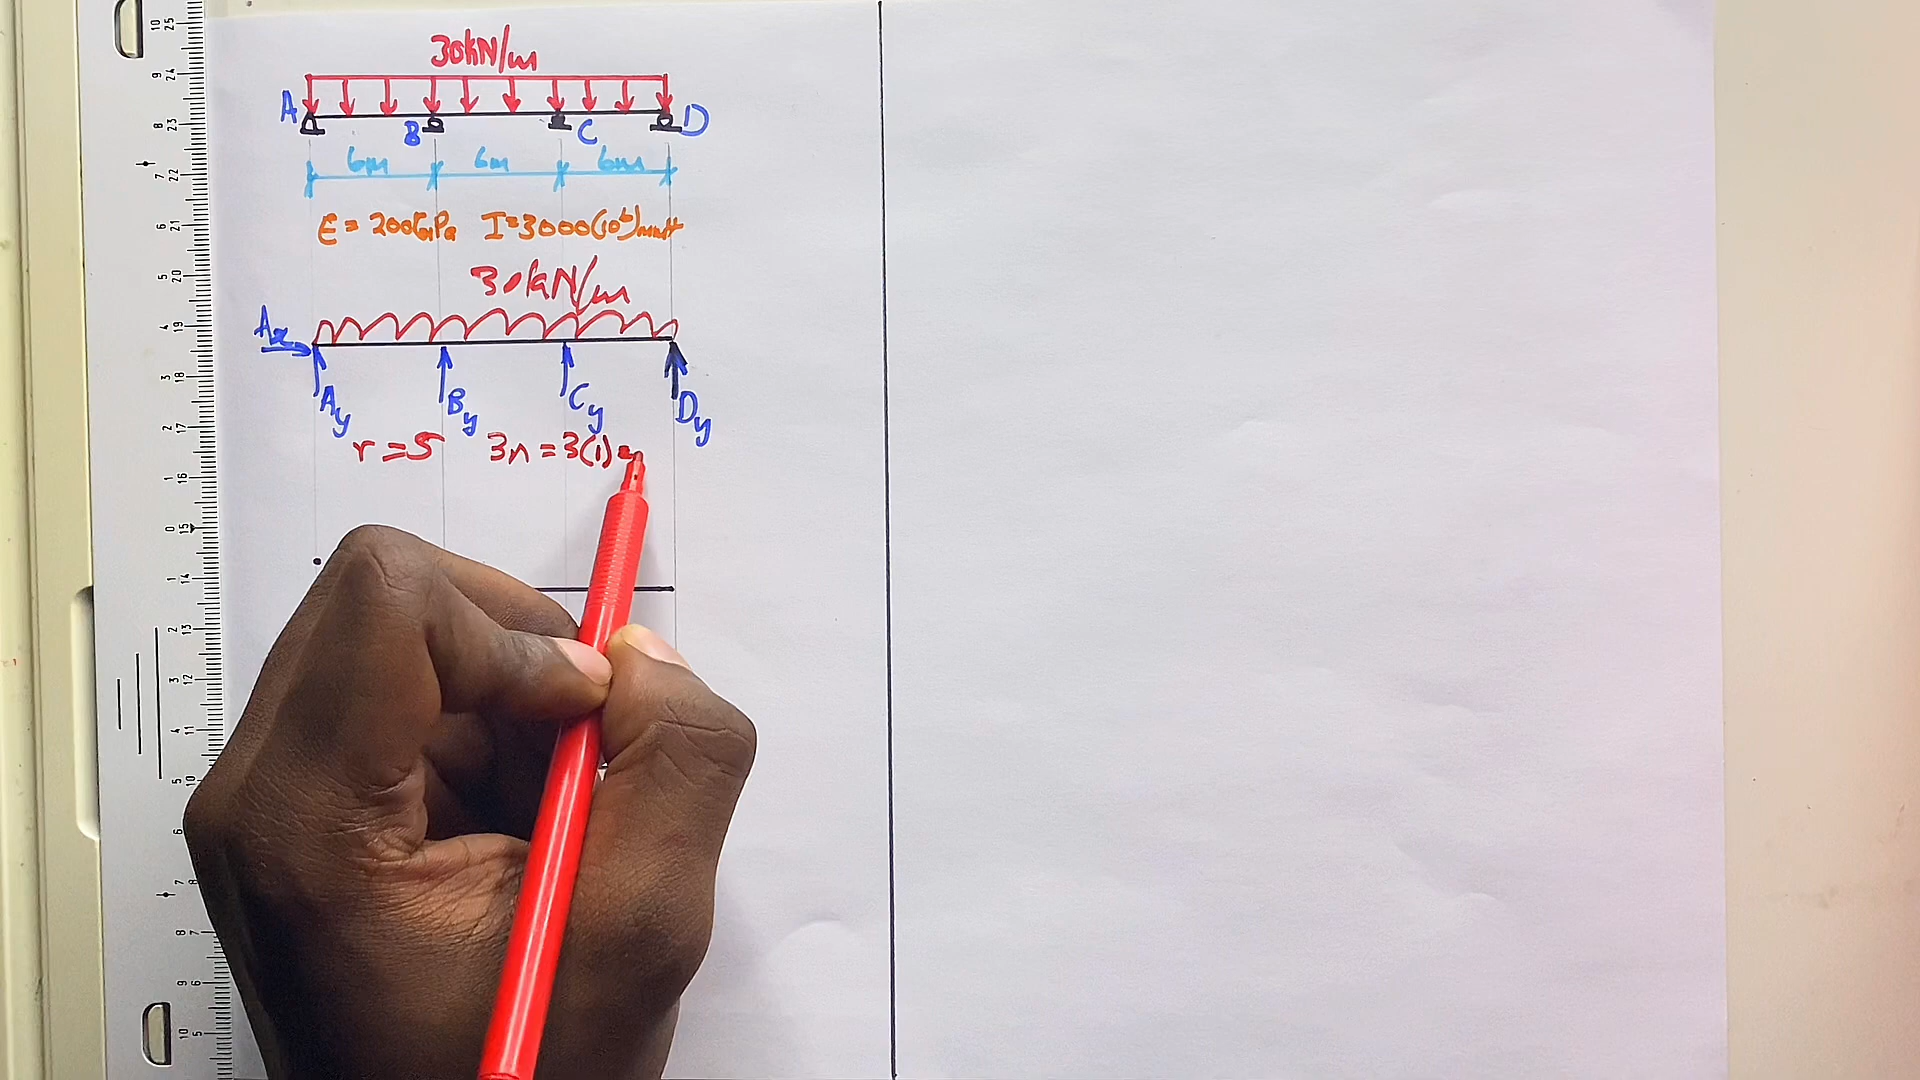 30kN/m
A B C D
6m 6m 6m
E = 200GPa I=3000(10⁶)mm4
30kN/m
Ax
Ay By Cy Dy
r = 5 3n = 3(1) =